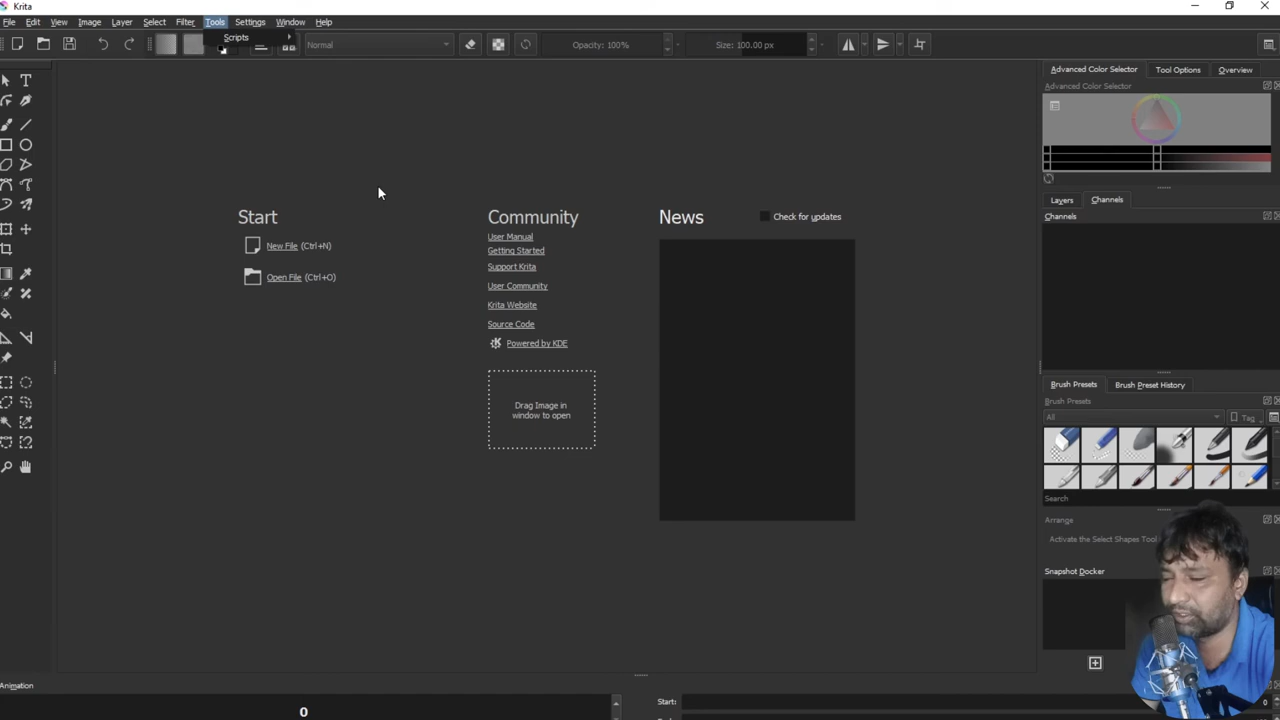 Krita
File Edit View Image Layer Select Filter Tools Settings Window Help
Scripts
Normal
Opacity: 100%
Size: 100.00 px
Advanced Color Selector Tool Options Overview
Advanced Color Selector
Start
New File (Ctrl+N)
Open File (Ctrl+O)
Community
User Manual
Getting Started
Support Krita
User Community
Krita Website
Source Code
Powered by KDE
Drag Image in
window to open
News
Check for updates
Layers Channels
Channels
Brush Presets Brush Preset History
Brush Presets
All
Tag
Search
Arrange
Activate the Select Shapes Tool
Snapshot Docker
Animation
0
Start:
0